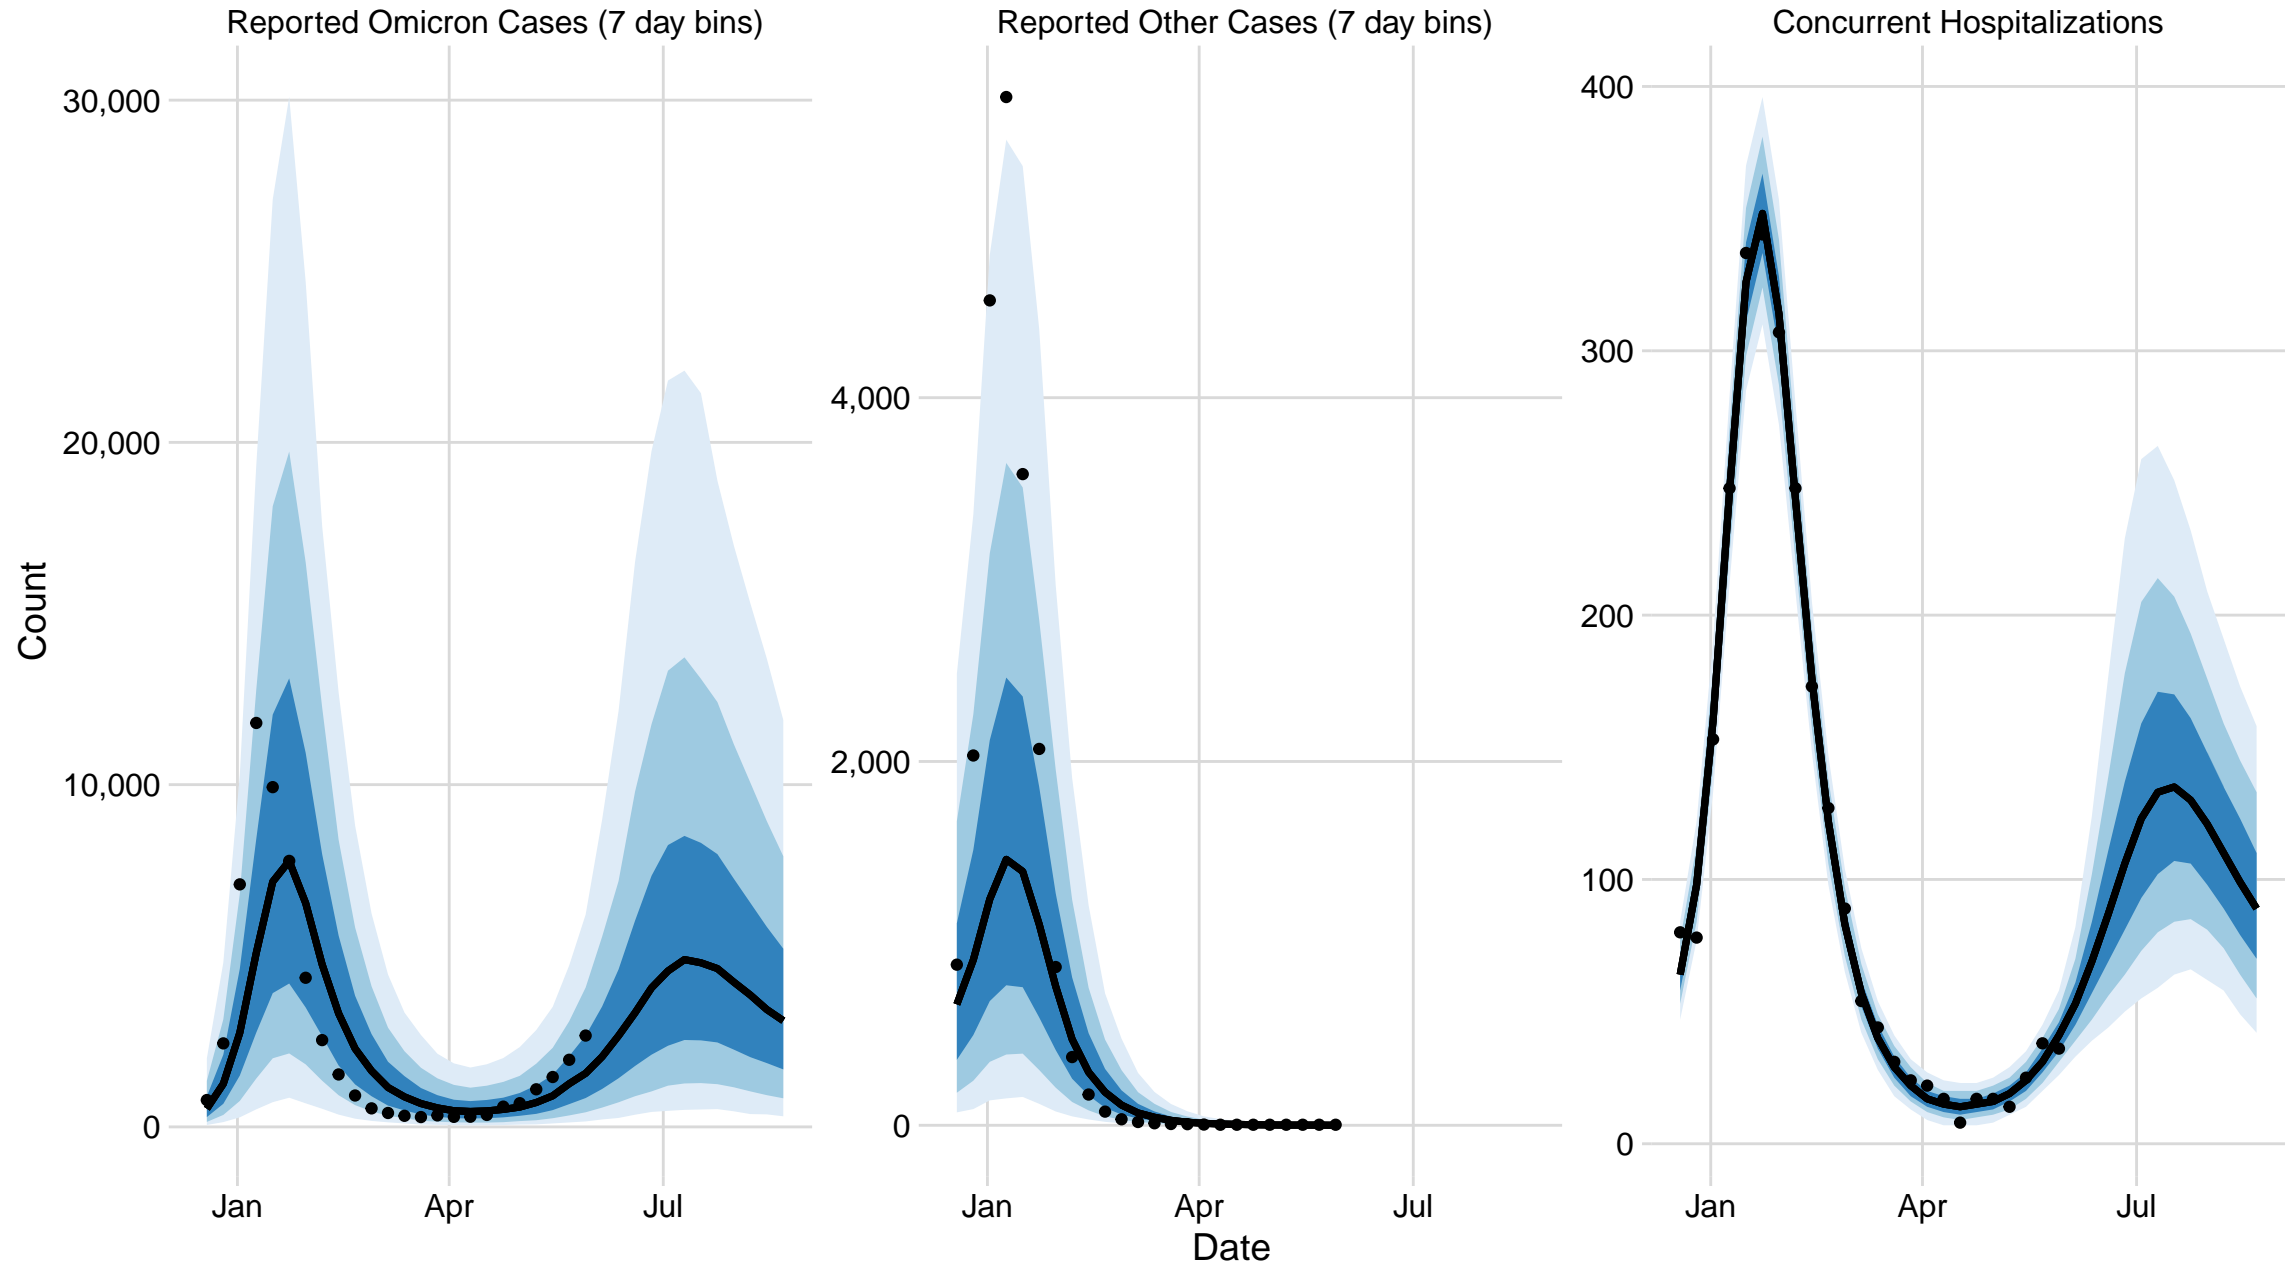 Reported Omicron Cases (7 day bins)
Reported Other Cases (7 day bins)
Concurrent Hospitalizations
Count
30,000
20,000
10,000
0
Jan
Apr
Jul
4,000
2,000
0
Jan
Apr
Jul
400
300
200
100
0
Jan
Apr
Jul
Date